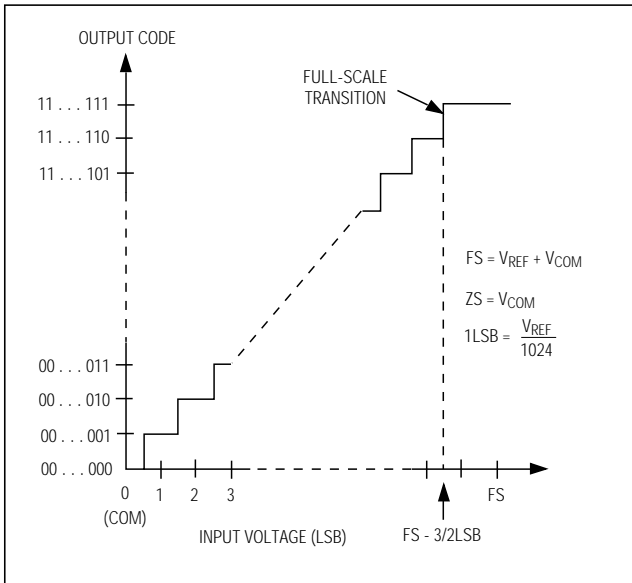 OUTPUT CODE
FULL-SCALE
TRANSITION
11 . . . 111
11 . . . 110
11 . . . 101
FS = VREF + VCOM
ZS = VCOM
1LSB = VREF
1024
00 . . . 011
00 . . . 010
00 . . . 001
00 . . . 000
0
1
2
3
FS
(COM)
INPUT VOLTAGE (LSB)
FS - 3/2LSB